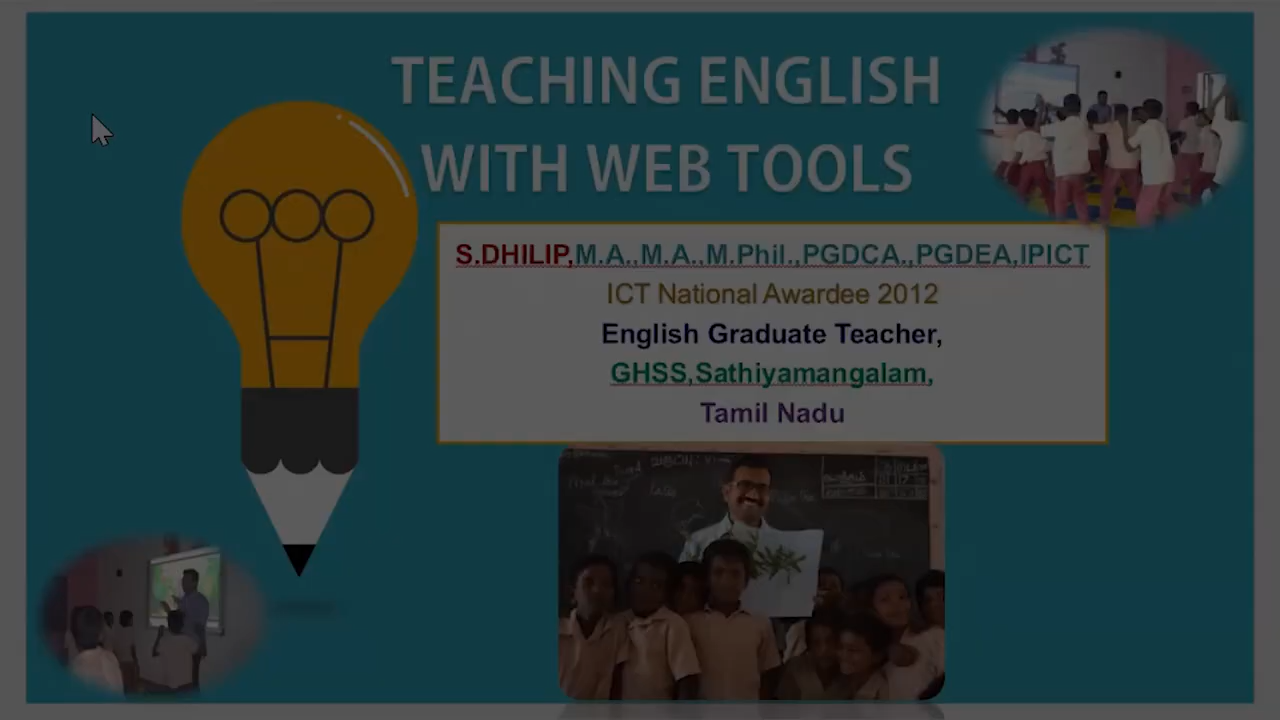 TEACHING ENGLISH
WITH WEB TOOLS
S.DHILIP,M.A.,M.A.,M.Phil.,PGDCA.,PGDEA,IPICT
ICT National Awardee 2012
English Graduate Teacher,
GHSS,Sathiyamangalam,
Tamil Nadu